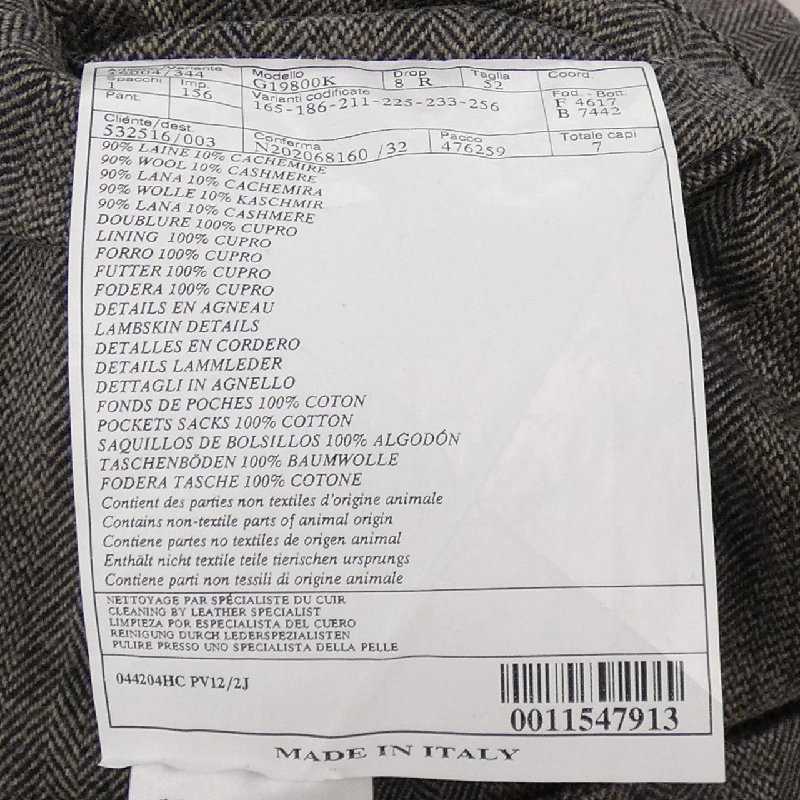 Variante Modello Drop Taglia Coord.
22604/344 G19800K 8 R 52
Spacchi Imp. Varianti codificate Fod. - Bott.
1 156 165-186-211-225-233-256 F 4617
Pant. B 7442
Cliente/dest. Conferma Pacco Totale capi
532516/003 N202068160 /32 476259 7
90% LAINE 10% CACHEMIRE
90% WOOL 10% CASHMERE
90% LANA 10% CACHEMIRA
90% WOLLE 10% KASCHMIR
90% LANA 10% CASHMERE
DOUBLURE 100% CUPRO
LINING 100% CUPRO
FORRO 100% CUPRO
FUTTER 100% CUPRO
FODERA 100% CUPRO
DETAILS EN AGNEAU
LAMBSKIN DETAILS
DETALLES EN CORDERO
DETAILS LAMMLEDER
DETTAGLI IN AGNELLO
FONDS DE POCHES 100% COTON
POCKETS SACKS 100% COTTON
SAQUILLOS DE BOLSILLOS 100% ALGODÓN
TASCHENBÖDEN 100% BAUMWOLLE
FODERA TASCHE 100% COTONE
Contient des parties non textiles d'origine animale
Contains non-textile parts of animal origin
Contiene partes no textiles de origen animal
Enthält nicht textile teile tierischen ursprungs
Contiene parti non tessili di origine animale
NETTOYAGE PAR SPÉCIALISTE DU CUIR
CLEANING BY LEATHER SPECIALIST
LIMPIEZA POR ESPECIALISTA DEL CUERO
REINIGUNG DURCH LEDERSPEZIALISTEN
PULIRE PRESSO UNO SPECIALISTA DELLA PELLE
044204HC PV12/2J
0011547913
MADE IN ITALY